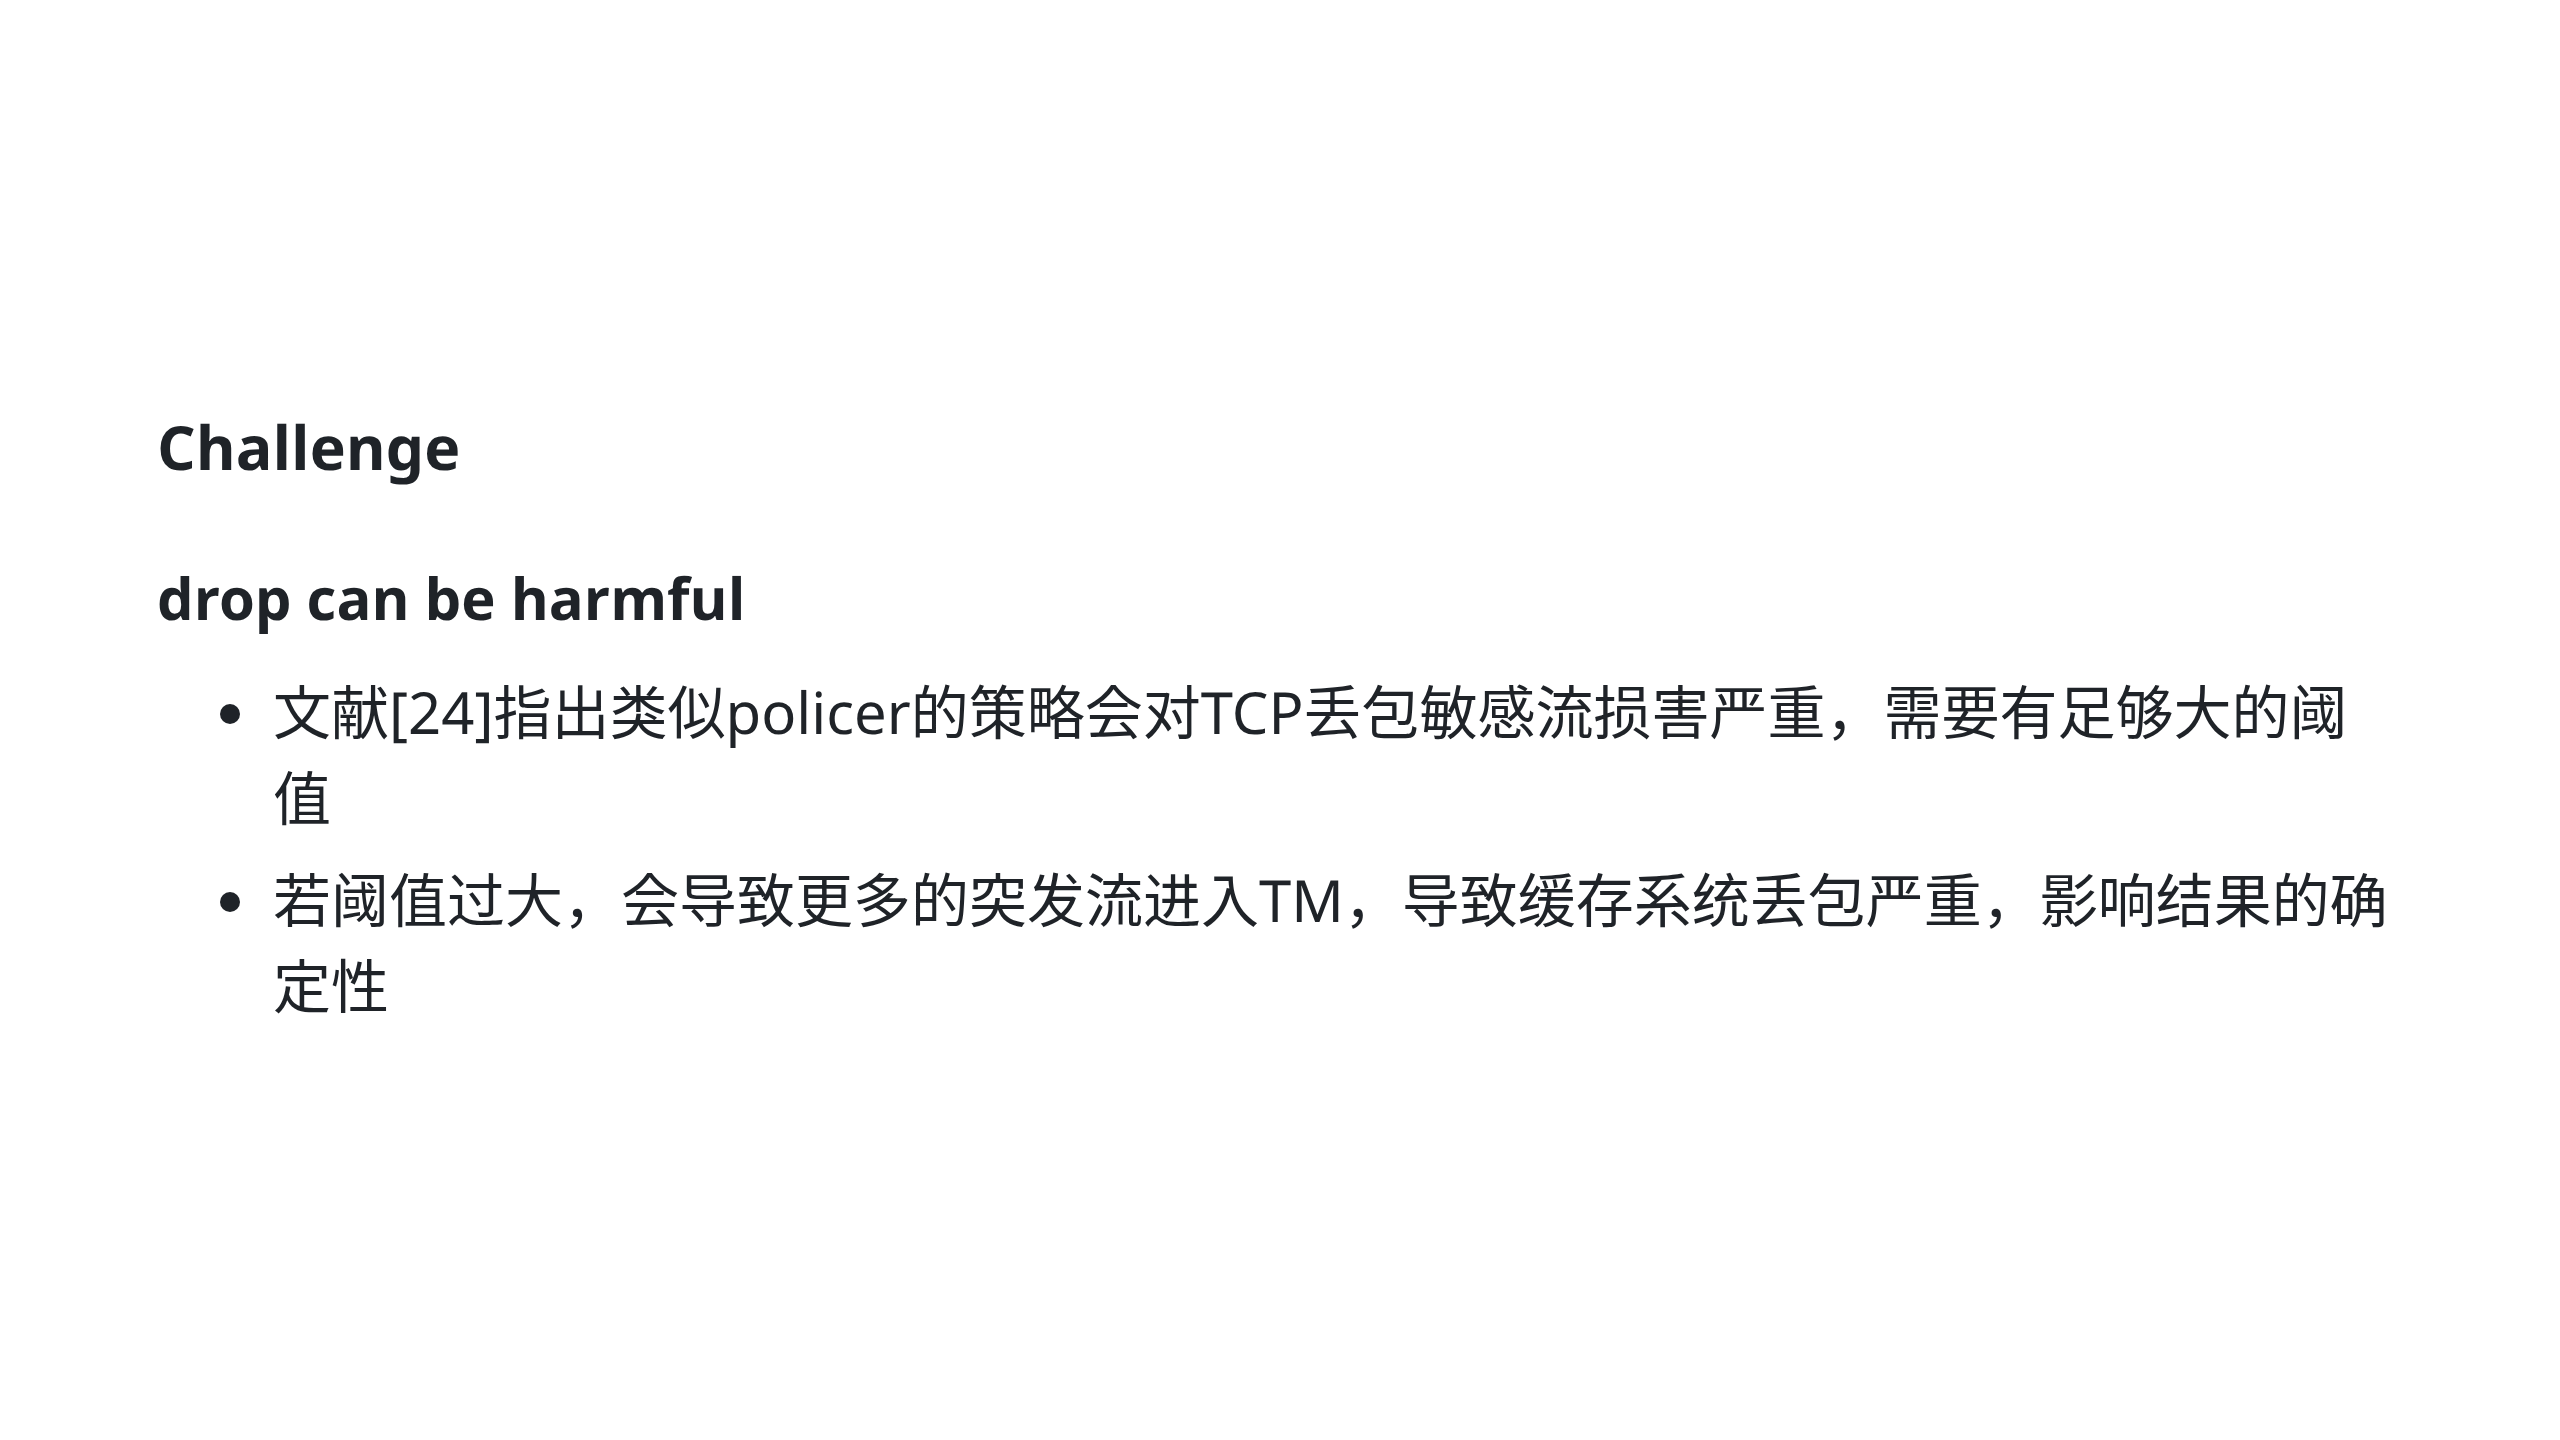 Challenge
drop can be harmful
• 文献[24]指出类似policer的策略会对TCP丢包敏感流损害严重，需要有足够大的阈
值
• 若阈值过大，会导致更多的突发流进入TM，导致缓存系统丢包严重，影响结果的确
定性